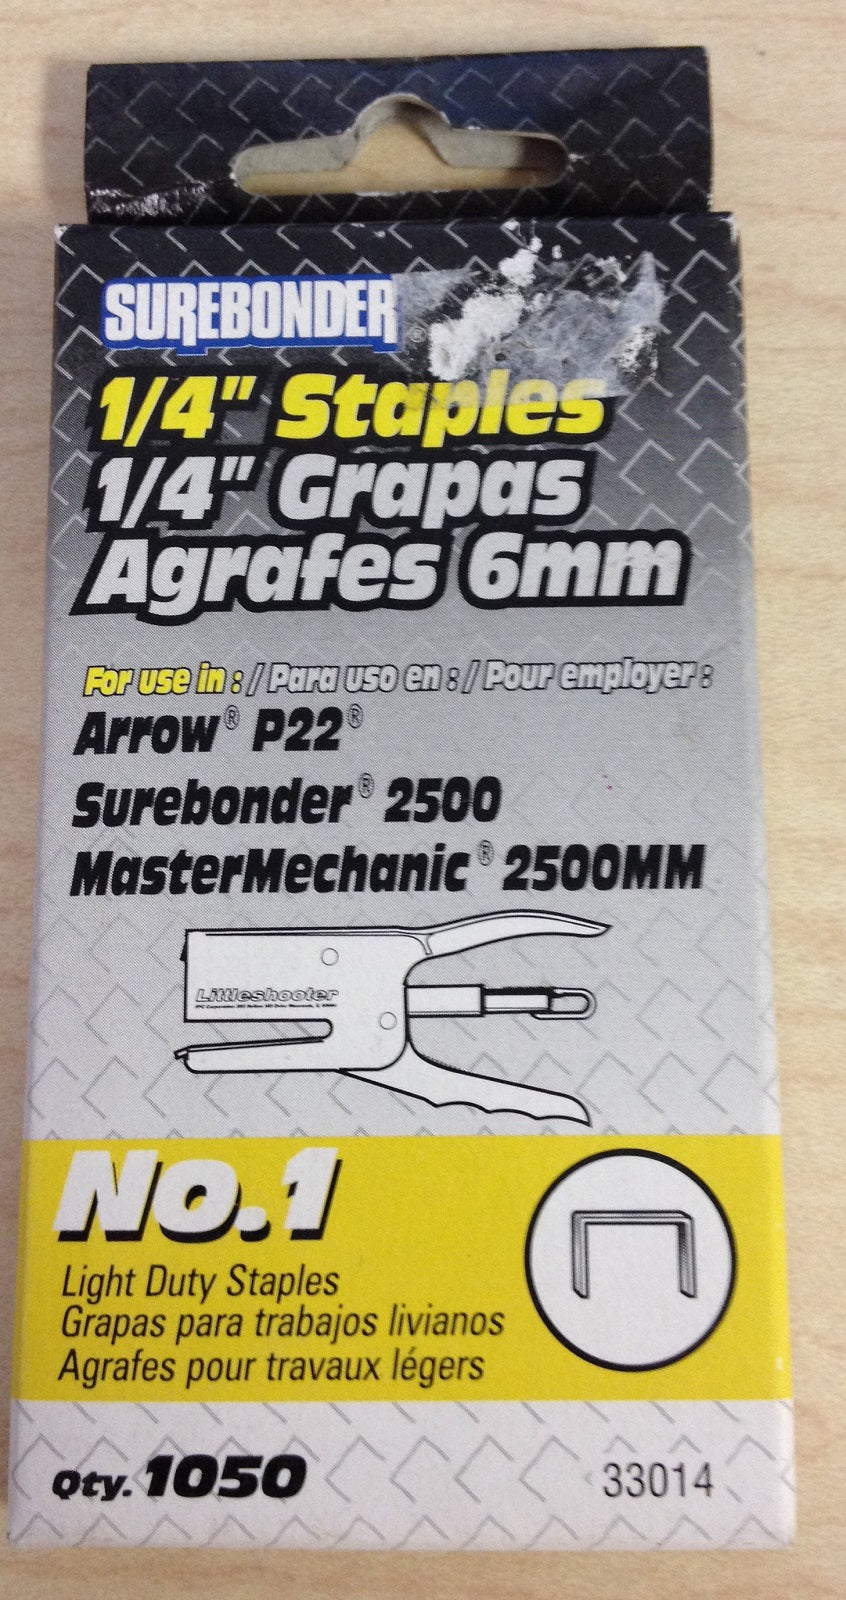 SUREBONDER®
1/4" Staples
1/4" Grapas
Agrafes 6mm
For use in : / Para uso en : / Pour employer :
Arrow® P22®
Surebonder® 2500
MasterMechanic® 2500MM
Littleshooter
No.1
Light Duty Staples
Grapas para trabajos livianos
Agrafes pour travaux légers
Qty. 1050
33014